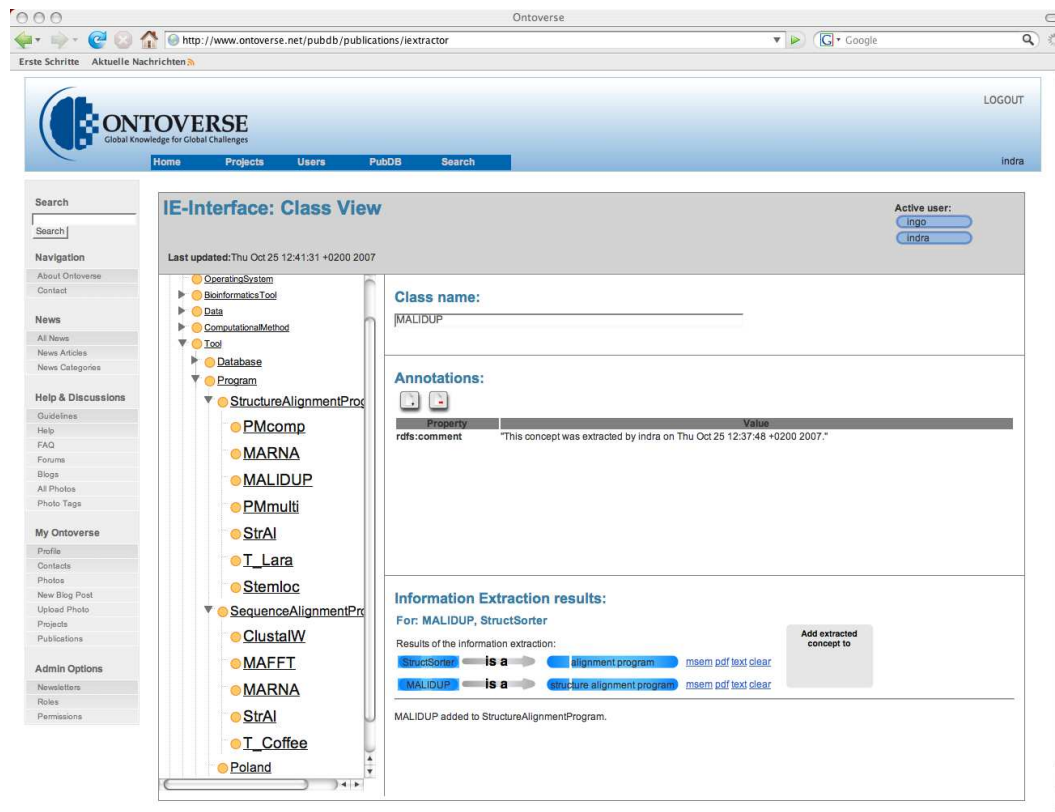 Ontoverse
http://www.ontoverse.net/pubdb/publications/iextractor
G Google
Erste Schritte Aktuelle Nachrichten
LOGOUT
ONTOVERSE
Global Knowledge for Global Challenges
Home Projects Users PubDB Search
indra
Search
Search
Navigation
About Ontoverse
Contact
News
All News
News Articles
News Categories
Help & Discussions
Guidelines
Help
FAQ
Forums
Blogs
All Photos
Photo Tags
My Ontoverse
Profile
Contacts
Photos
New Blog Post
Upload Photo
Projects
Publications
Admin Options
Newsletters
Roles
Permissions
IE-Interface: Class View
Active user:
ingo
indra
Last updated:Thu Oct 25 12:41:31 +0200 2007
OperatingSystem
BioinformaticsTool
Data
ComputationalMethod
Tool
Database
Program
StructureAlignmentProg
PMcomp
MARNA
MALIDUP
PMmulti
StrAl
T_Lara
Stemloc
SequenceAlignmentPro
ClustalW
MAFFT
MARNA
StrAl
T_Coffee
Poland
Class name:
MALIDUP
Annotations:
Property Value
rdfs:comment "This concept was extracted by indra on Thu Oct 25 12:37:48 +0200 2007."
Information Extraction results:
For: MALIDUP, StructSorter
Results of the information extraction:
StructSorter is a alignment program msem pdf text clear
MALIDUP is a structure alignment program msem pdf text clear
Add extracted
concept to
MALIDUP added to StructureAlignmentProgram.